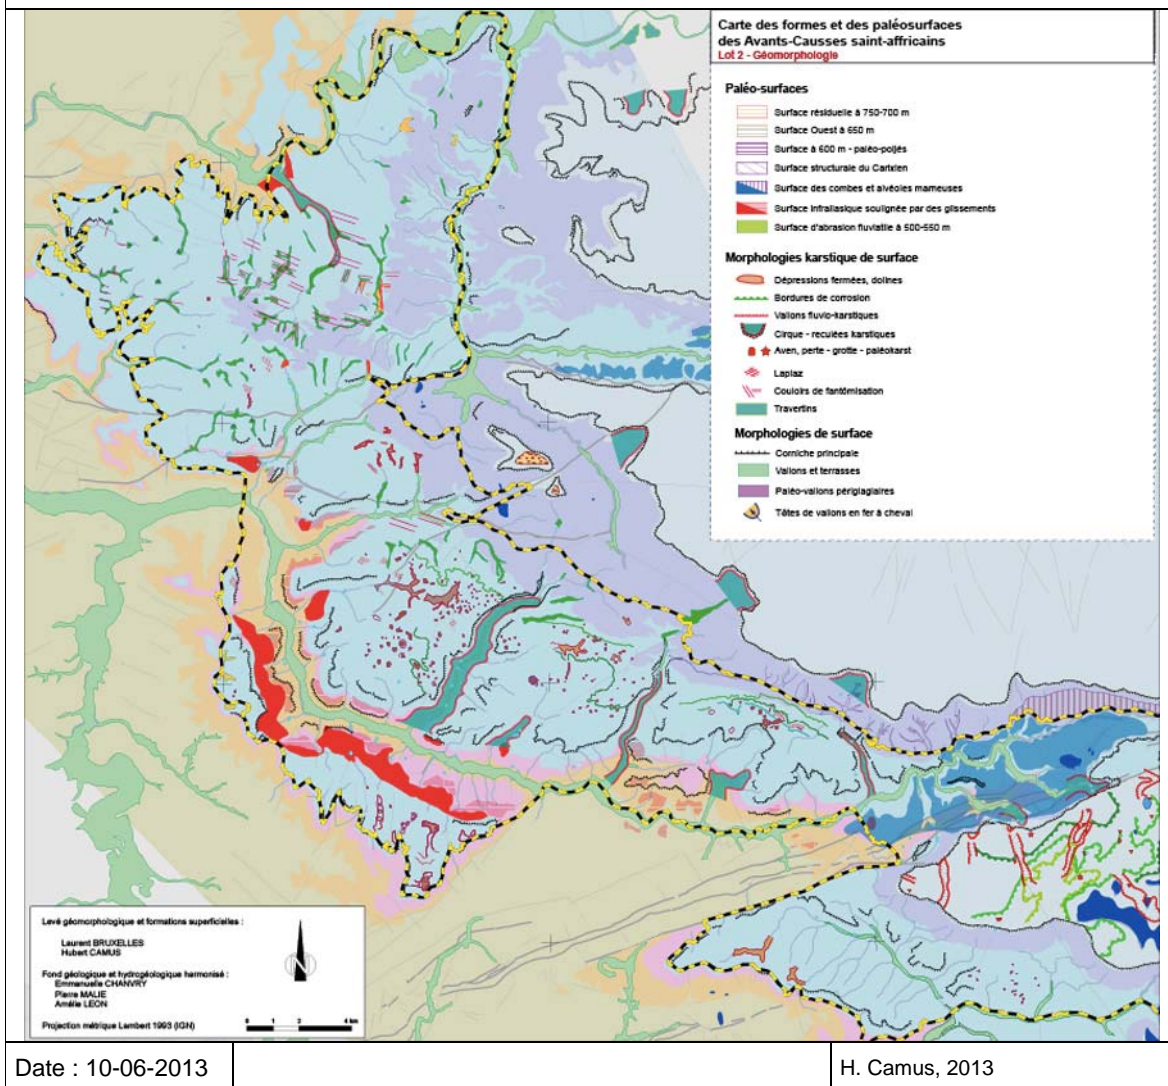 Carte des formes et des paléosurfaces
des Avants-Causses saint-affricains
Lot 2 - Géomorphologie
Paléo-surfaces
Surface résiduelle à 750-700 m
Surface Ouest à 650 m
Surface à 600 m - paléo-poljés
Surface structurale du Carixien
Surface des combes et alvéoles marneuses
Surface infraliasique soulignée par des glissements
Surface d'abrasion fluviatile à 500-550 m
Morphologies karstique de surface
Dépressions fermées, dolines
Bordures de corrosion
Vallons fluvio-karstiques
Cirque - reculées karstiques
Aven, perte - grotte - paléokarst
Lapiaz
Couloirs de fantômisation
Travertins
Morphologies de surface
Corniche principale
Vallons et terrasses
Paléo-vallons périglagiaires
Têtes de vallons en fer à cheval
Levé géomorphologique et formations superficielles :
Laurent BRUXELLES
Hubert CAMUS
Fond géologique et hydrogéologique harmonisé :
Emmanuelle CHANVRY
Pierre MALIE
Amélie LEON
N
Projection métrique Lambert 1993 (IGN)
0 1 2 4 km
Date : 10-06-2013
H. Camus, 2013